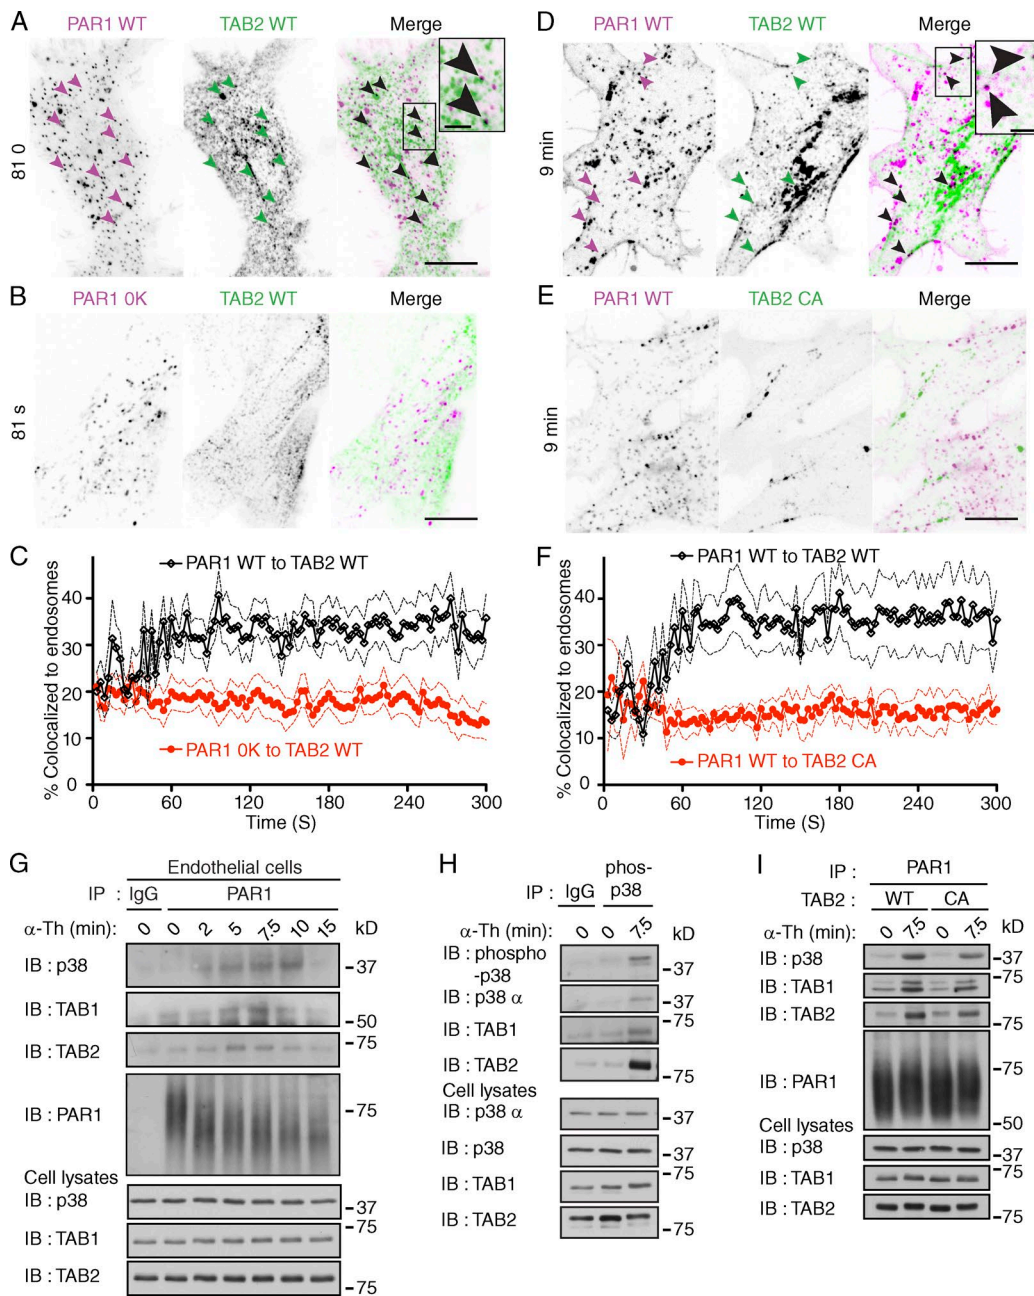 A
PAR1 WT
TAB2 WT
Merge
81 0
B
PAR1 0K
TAB2 WT
Merge
81 s
C
% Colocalized to endosomes
PAR1 WT to TAB2 WT
PAR1 0K to TAB2 WT
40
30
20
10
0
0 60 120 180 240 300
Time (S)
D
PAR1 WT
TAB2 WT
Merge
9 min
E
PAR1 WT
TAB2 CA
Merge
9 min
F
% Colocalized to endosomes
PAR1 WT to TAB2 WT
PAR1 WT to TAB2 CA
40
30
20
10
0
0 60 120 180 240 300
Time (S)
G
Endothelial cells
IP : IgG PAR1
α-Th (min): 0 0 2 5 7.5 10 15 kD
IB : p38 37
IB : TAB1 50
IB : TAB2 75
IB : PAR1 75
Cell lysates
IB : p38 37
IB : TAB1 75
IB : TAB2 75
H
IP : IgG phos-p38
α-Th (min): 0 0 7.5 kD
IB : phospho
-p38 37
IB : p38 α 37
IB : TAB1 75
IB : TAB2 75
Cell lysates
IB : p38 α 37
IB : p38 37
IB : TAB1 75
IB : TAB2 75
I
IP : PAR1
TAB2 : WT CA
α-Th (min): 0 7.5 0 7.5 kD
IB : p38 37
IB : TAB1 75
IB : TAB2 75
IB : PAR1 75
50
Cell lysates
IB : p38 37
IB : TAB1 75
IB : TAB2 75